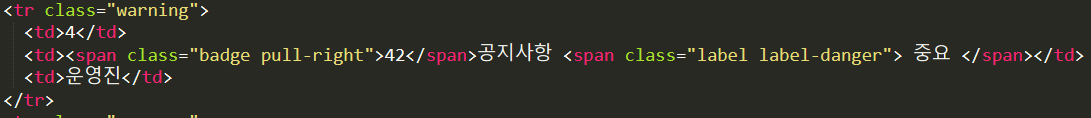 <tr class="warning">
<td>4</td>
<td><span class="badge pull-right">42</span>공지사항 <span class="label label-danger"> 중요 </span></td>
<td>운영진</td>
</tr>